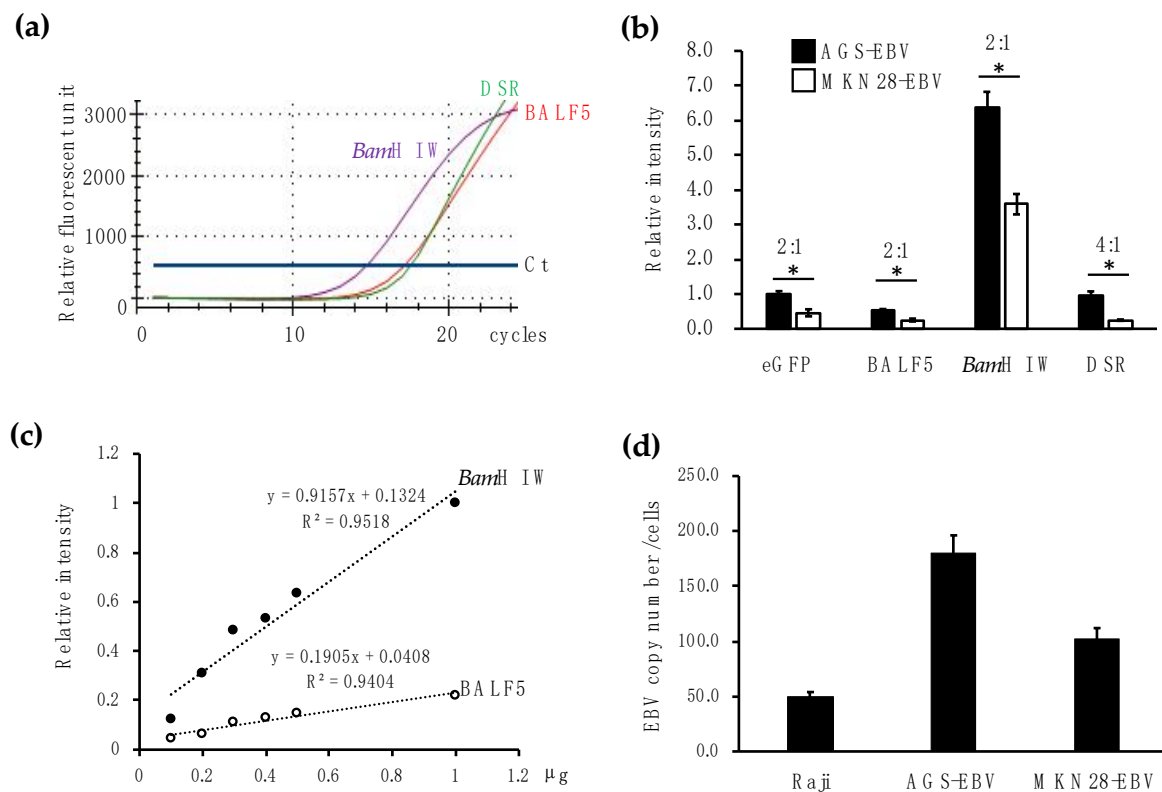 (a)
Relative fluorescent unit
3000
2000
1000
0
0
10
20
cycles
DSR
BALF5
BamH IW
Ct
(b)
Relative intensity
8.0
7.0
6.0
5.0
4.0
3.0
2.0
1.0
0.0
AGS-EBV
MKN28-EBV
2:1
*
2:1
*
2:1
*
4:1
*
eGFP
BALF5
BamH IW
DSR
(c)
Relative intensity
1.2
1
0.8
0.6
0.4
0.2
0
0
0.2
0.4
0.6
0.8
1
1.2
μg
BamH IW
y = 0.9157x + 0.1324
R² = 0.9518
y = 0.1905x + 0.0408
R² = 0.9404
BALF5
(d)
EBV copy number/cells
250.0
200.0
150.0
100.0
50.0
0.0
Raji
AGS-EBV
MKN28-EBV